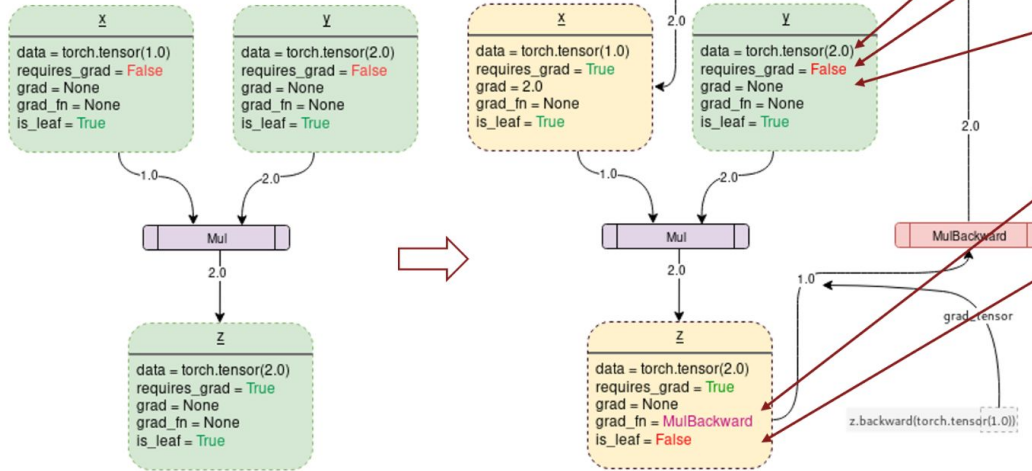 x
data = torch.tensor(1.0)
requires_grad = False
grad = None
grad_fn = None
is_leaf = True
y
data = torch.tensor(2.0)
requires_grad = False
grad = None
grad_fn = None
is_leaf = True
1.0
2.0
Mul
2.0
z
data = torch.tensor(2.0)
requires_grad = True
grad = None
grad_fn = None
is_leaf = True
x
data = torch.tensor(1.0)
requires_grad = True
grad = 2.0
grad_fn = None
is_leaf = True
2.0
y
data = torch.tensor(2.0)
requires_grad = False
grad = None
grad_fn = None
is_leaf = True
2.0
1.0
2.0
Mul
MulBackward
2.0
1.0
grad_tensor
z
data = torch.tensor(2.0)
requires_grad = True
grad = None
grad_fn = MulBackward
is_leaf = False
z.backward(torch.tensor(1.0))